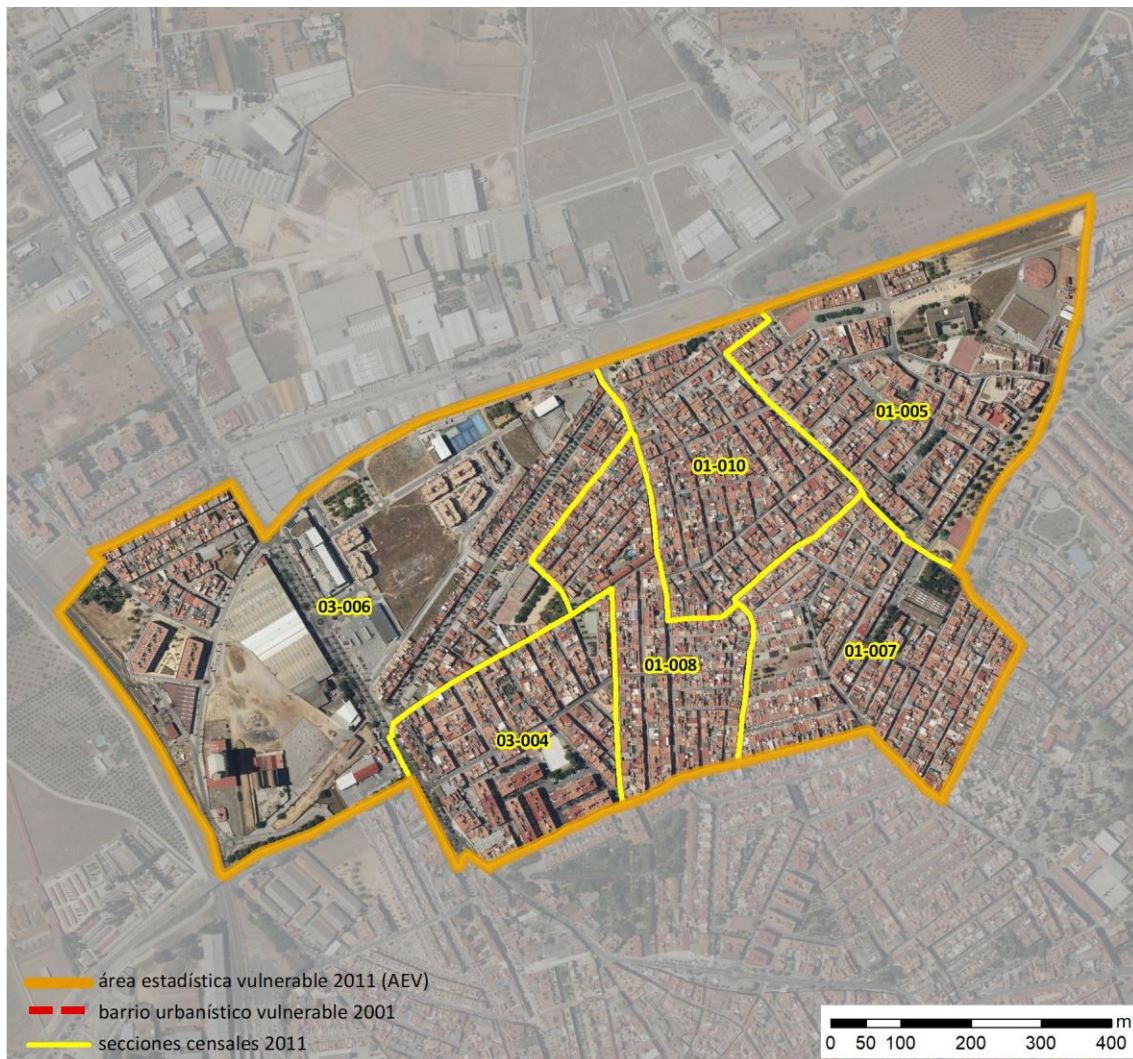 01-005
01-010
03-006
01-008
01-007
03-004
área estadística vulnerable 2011 (AEV)
barrio urbanístico vulnerable 2001
secciones censales 2011
m
0 50 100 200 300 400